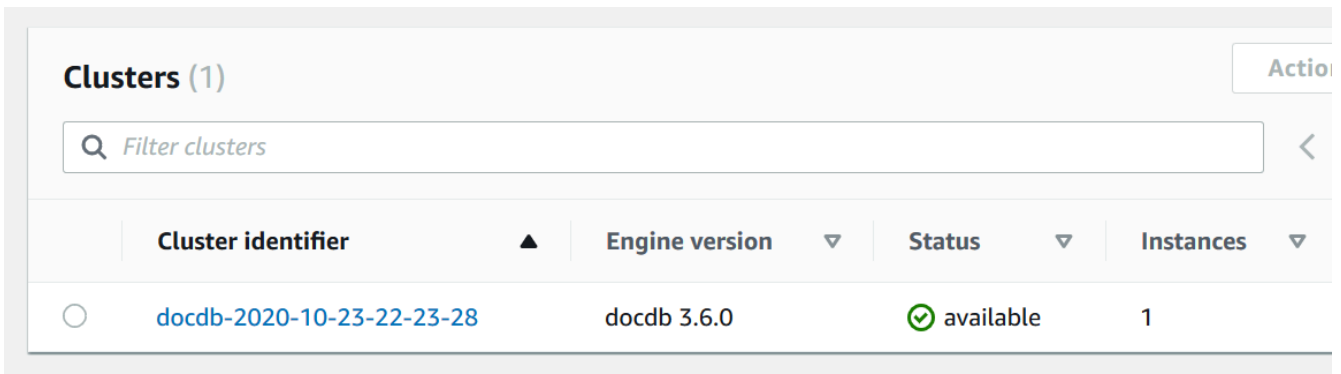 Clusters (1)
Action
Filter clusters
Cluster identifier Engine version Status Instances
docdb-2020-10-23-22-23-28 docdb 3.6.0 available 1